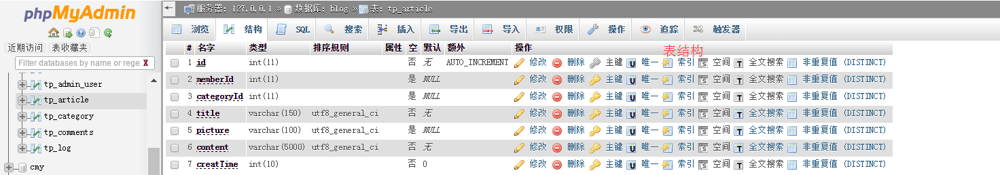 phpMyAdmin
近期访问 表收藏夹
Filter databases by name or rege X
tp_admin_user
tp_article
tp_category
tp_comments
tp_log
cmy
服务器: 127.0.0.1 » 数据库: blog » 表: tp_article
浏览 结构 SQL 搜索 插入 导出 导入 权限 操作 追踪 触发器
# 名字 类型 排序规则 属性 空 默认 额外 操作
表结构
1 id int(11) 否 无 AUTO_INCREMENT 修改 删除 主键 唯一 索引 空间 全文搜索 非重复值 (DISTINCT)
2 memberId int(11) 是 NULL 修改 删除 主键 唯一 索引 空间 全文搜索 非重复值 (DISTINCT)
3 categoryId int(11) 是 NULL 修改 删除 主键 唯一 索引 空间 全文搜索 非重复值 (DISTINCT)
4 title varchar(150) utf8_general_ci 否 无 修改 删除 主键 唯一 索引 空间 全文搜索 非重复值 (DISTINCT)
5 picture varchar(100) utf8_general_ci 是 NULL 修改 删除 主键 唯一 索引 空间 全文搜索 非重复值 (DISTINCT)
6 content varchar(5000) utf8_general_ci 否 无 修改 删除 主键 唯一 索引 空间 全文搜索 非重复值 (DISTINCT)
7 creatTime int(10) 否 0 修改 删除 主键 唯一 索引 空间 全文搜索 非重复值 (DISTINCT)